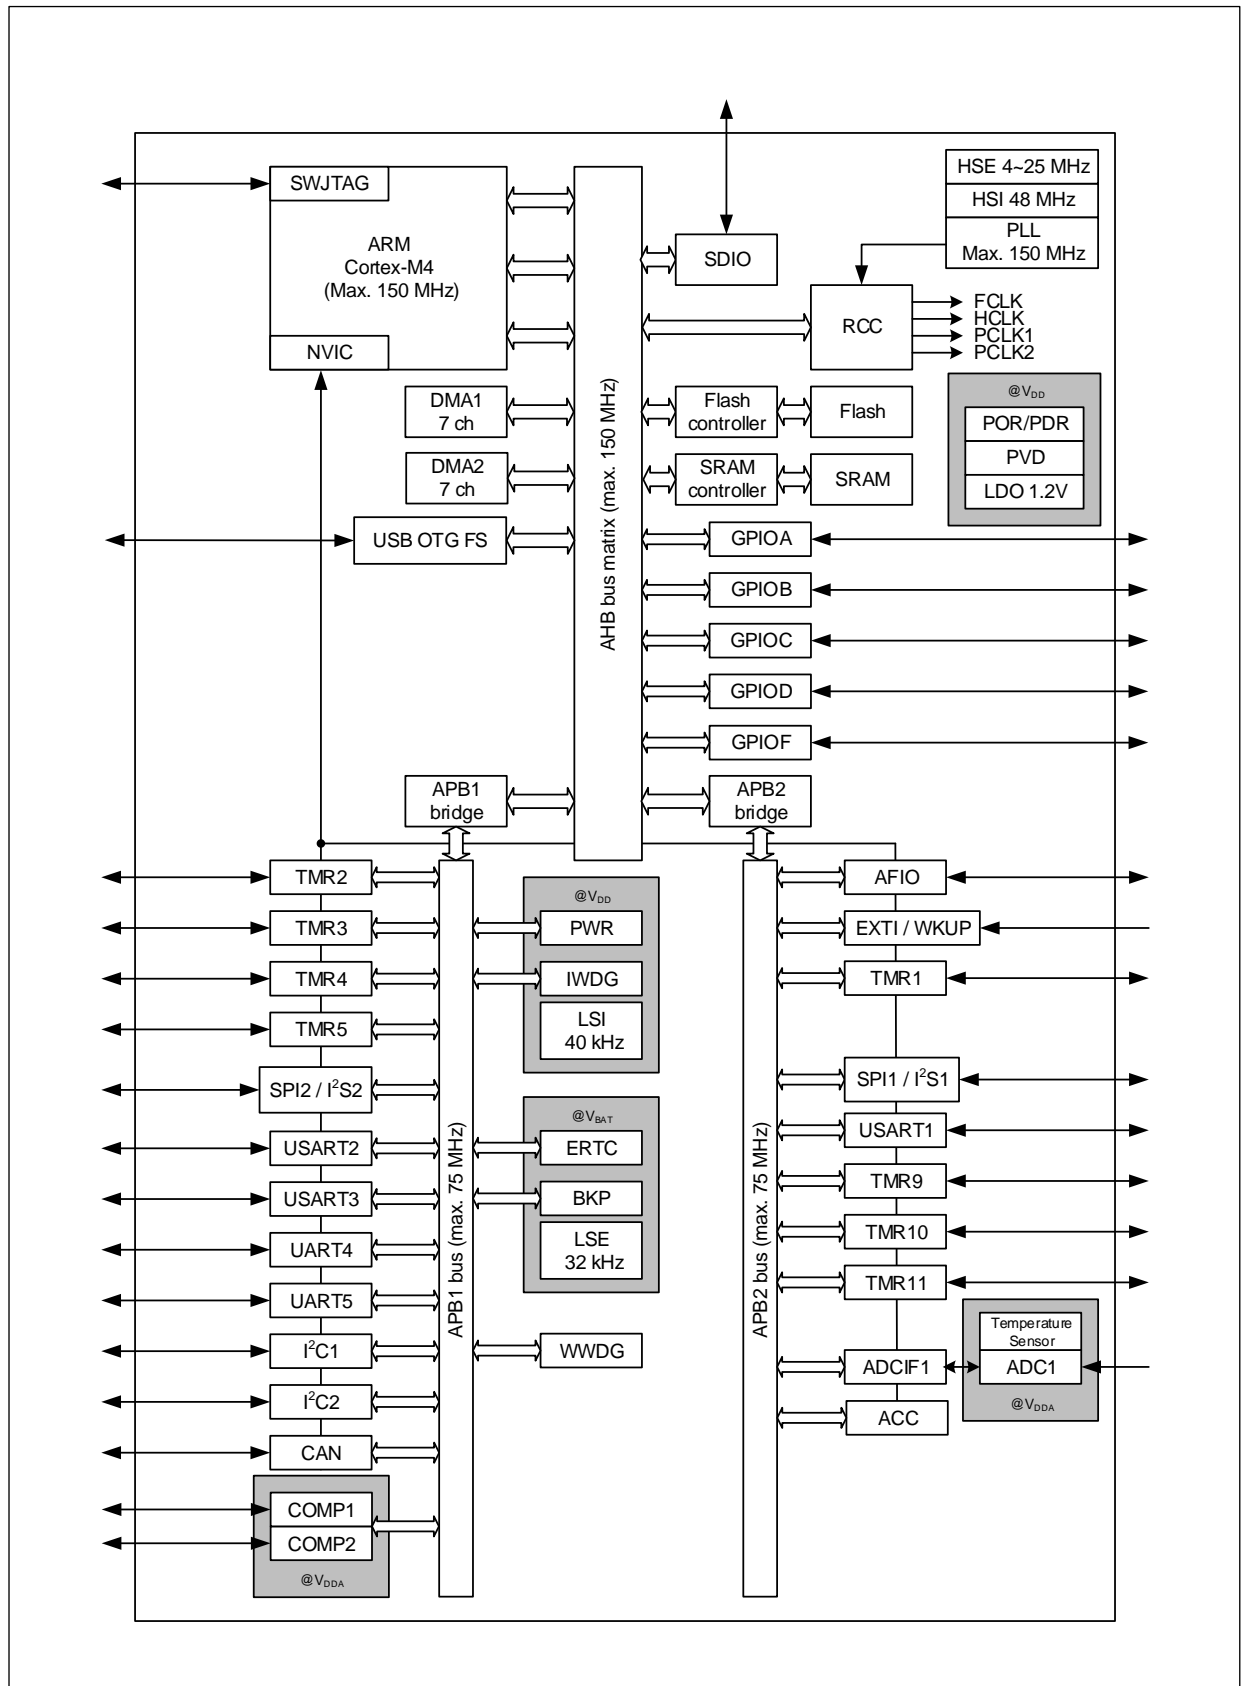 SWJTAG
ARM
Cortex-M4
(Max. 150 MHz)
NVIC
HSE 4~25 MHz
HSI 48 MHz
PLL
Max. 150 MHz
SDIO
RCC
FCLK
HCLK
PCLK1
PCLK2
AHB bus matrix (max. 150 MHz)
DMA1
7 ch
DMA2
7 ch
USB OTG FS
Flash
controller
Flash
SRAM
controller
SRAM
@VDD
POR/PDR
PVD
LDO 1.2V
GPIOA
GPIOB
GPIOC
GPIOD
GPIOF
APB1
bridge
APB2
bridge
TMR2
TMR3
TMR4
TMR5
SPI2 / I²S2
USART2
USART3
UART4
UART5
I²C1
I²C2
CAN
COMP1
COMP2
@VDDA
APB1 bus (max. 75 MHz)
@VDD
PWR
IWDG
LSI
40 kHz
@VBAT
ERTC
BKP
LSE
32 kHz
WWDG
APB2 bus (max. 75 MHz)
AFIO
EXTI / WKUP
TMR1
SPI1 / I²S1
USART1
TMR9
TMR10
TMR11
ADCIF1
ACC
Temperature
Sensor
ADC1
@VDDA